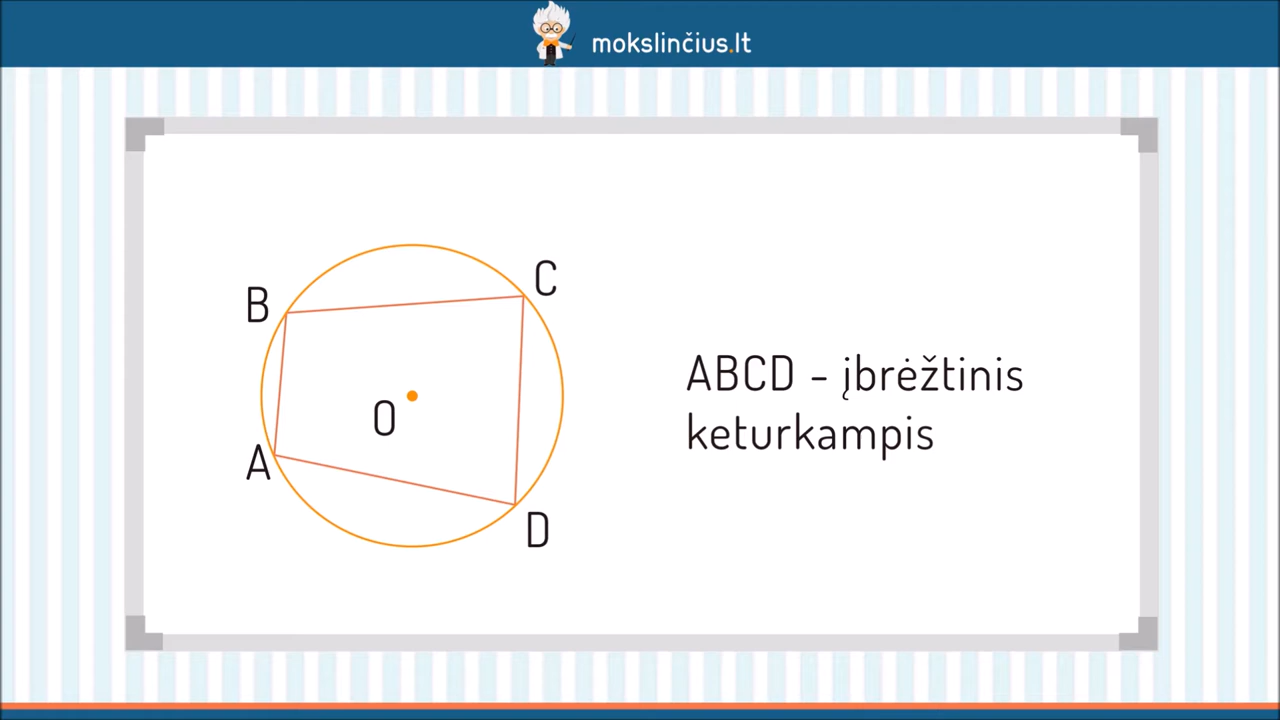 mokslinčius.lt
B
C
O
A
D
ABCD - įbrėžtinis
keturkampis